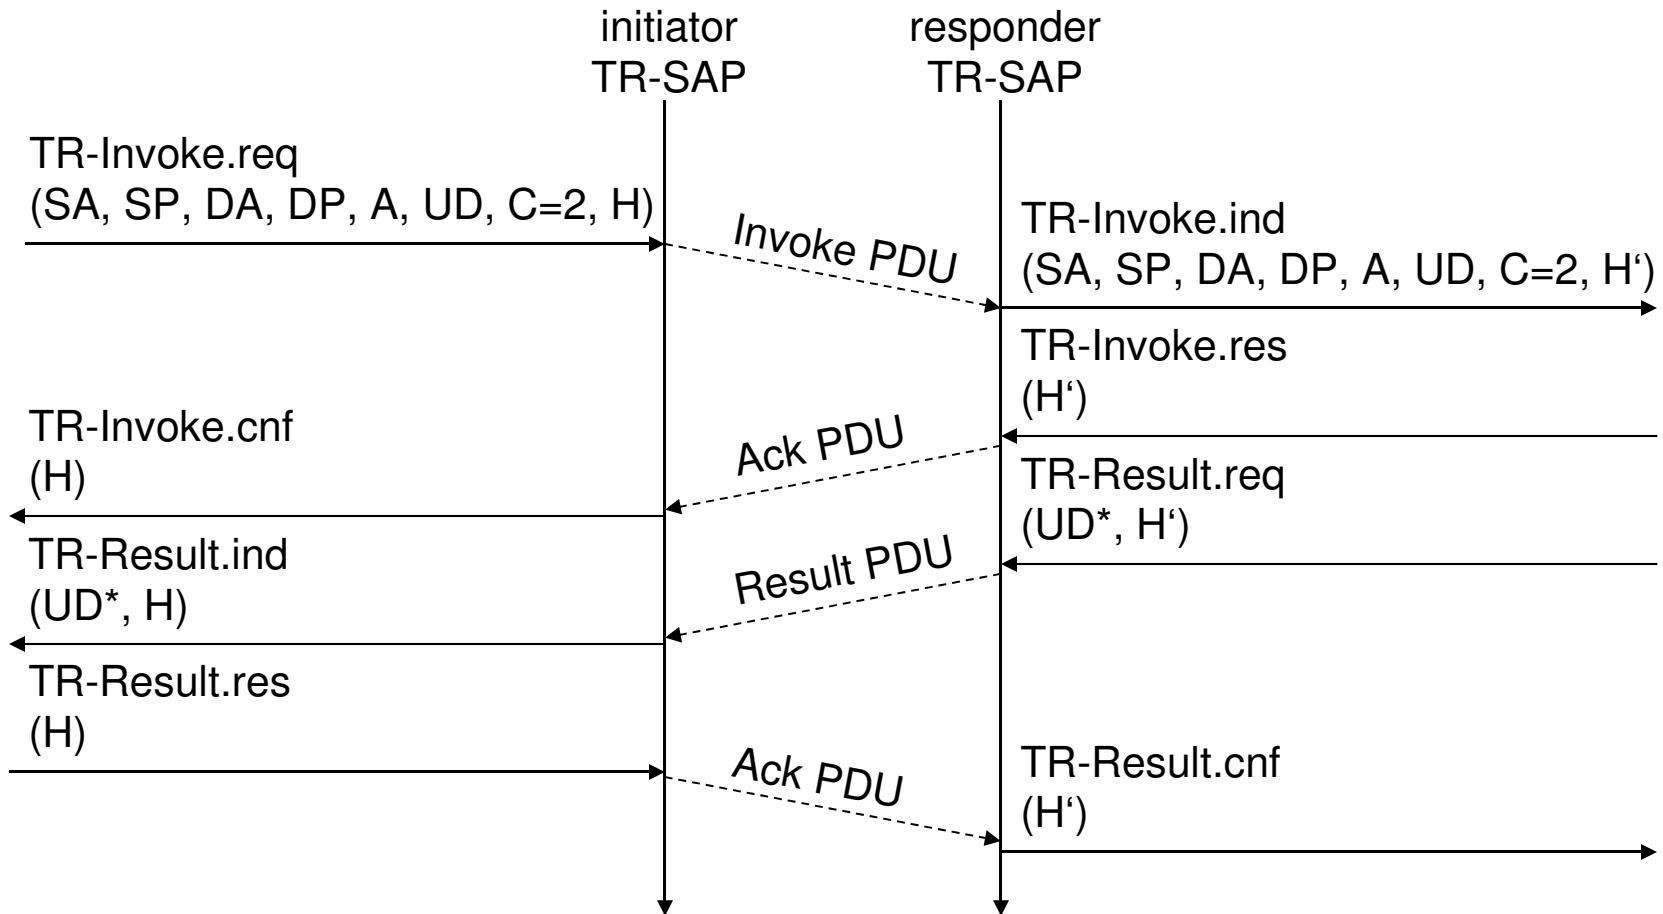 initiator
TR-SAP
responder
TR-SAP
TR-Invoke.req
(SA, SP, DA, DP, A, UD, C=2, H)
Invoke PDU
TR-Invoke.ind
(SA, SP, DA, DP, A, UD, C=2, H‘)
TR-Invoke.res
(H‘)
Ack PDU
TR-Invoke.cnf
(H)
TR-Result.req
(UD*, H‘)
Result PDU
TR-Result.ind
(UD*, H)
TR-Result.res
(H)
Ack PDU
TR-Result.cnf
(H‘)